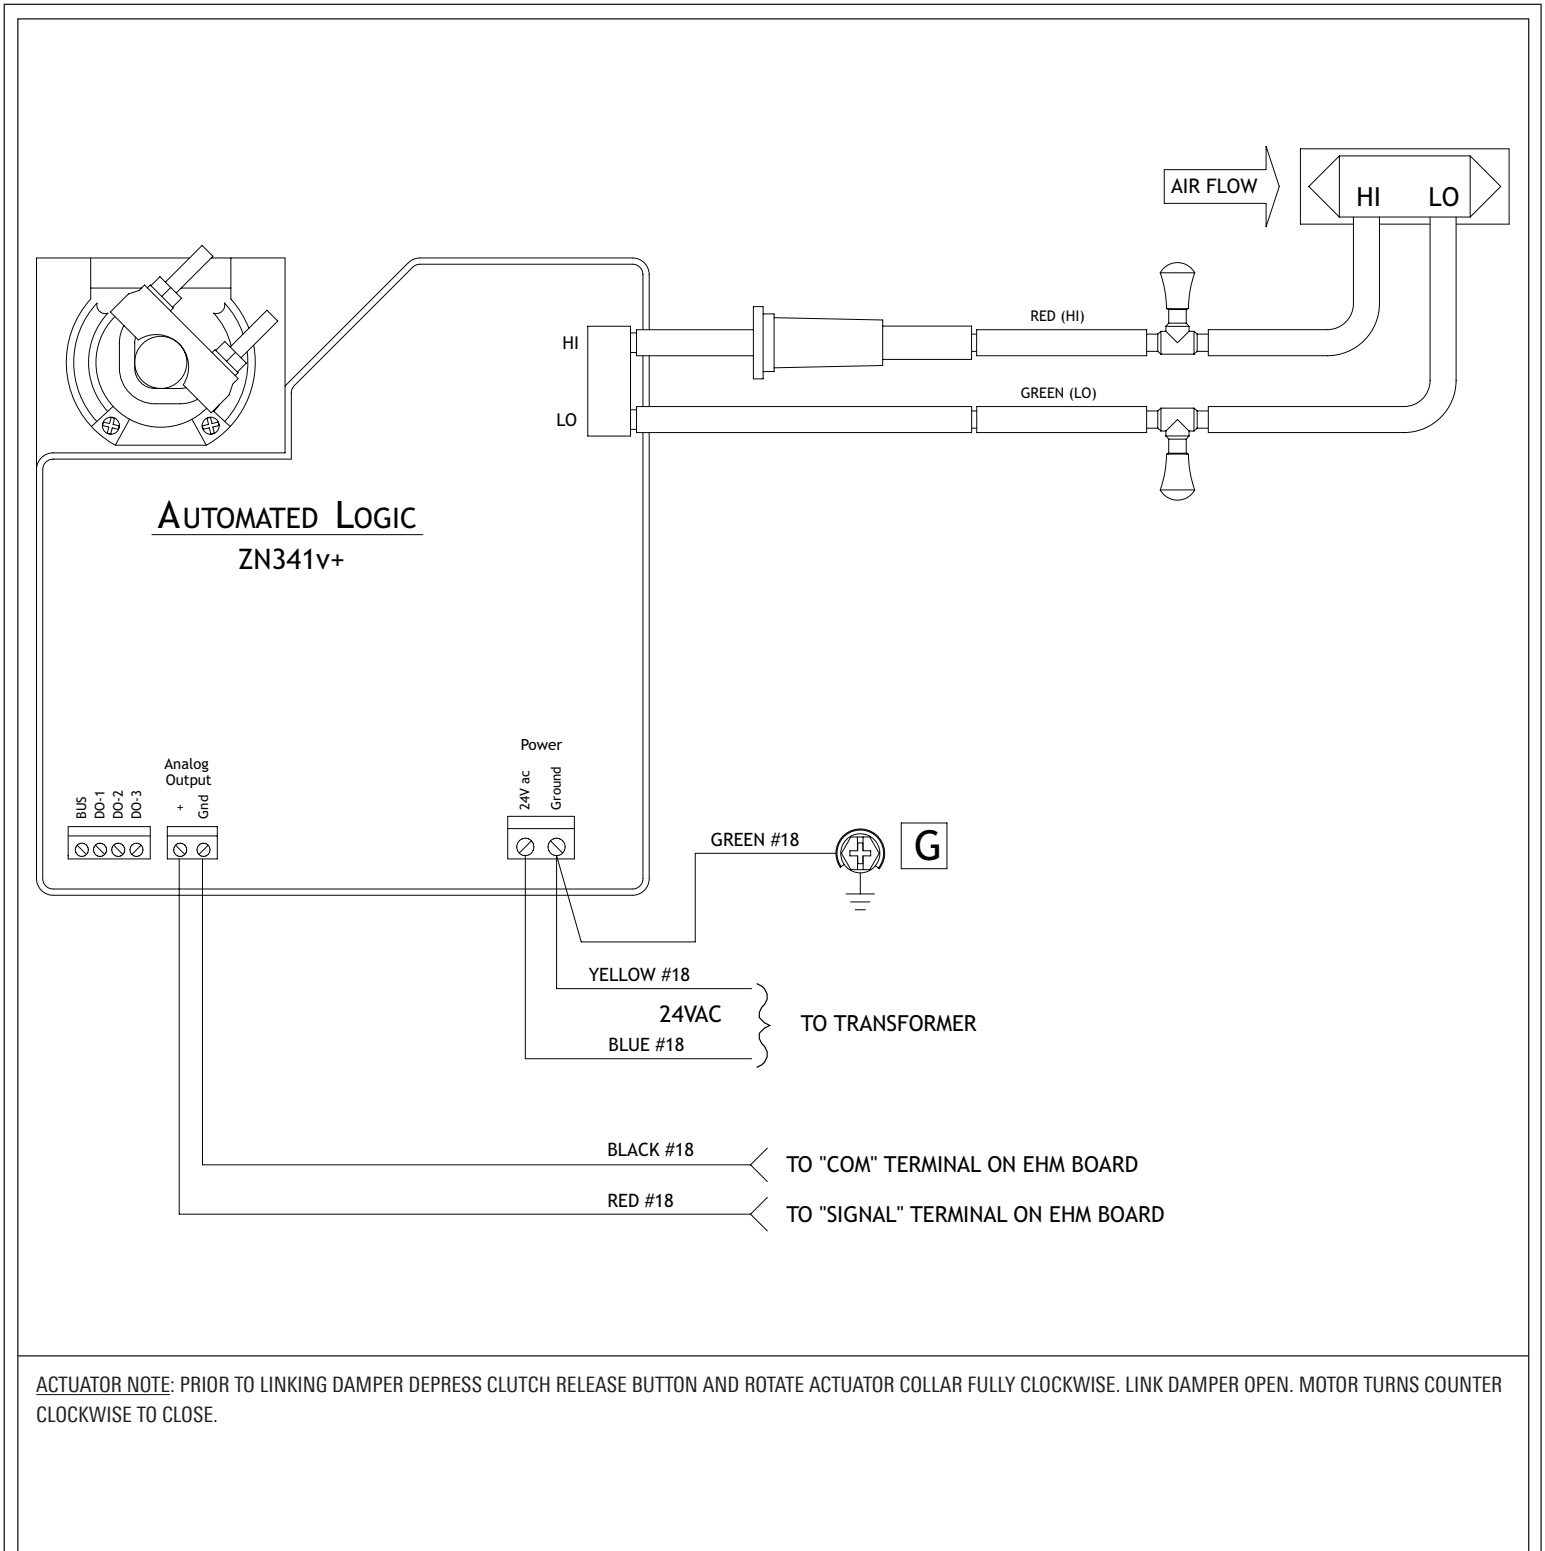 AIR FLOW
HI LO
RED (HI)
HI
GREEN (LO)
LO
AUTOMATED LOGIC
ZN341v+
Power
24V ac
Ground
Analog
Output
+
Gnd
BUS
DO-1
DO-2
DO-3
GREEN #18
G
YELLOW #18
24VAC
TO TRANSFORMER
BLUE #18
BLACK #18
TO "COM" TERMINAL ON EHM BOARD
RED #18
TO "SIGNAL" TERMINAL ON EHM BOARD
ACTUATOR NOTE: PRIOR TO LINKING DAMPER DEPRESS CLUTCH RELEASE BUTTON AND ROTATE ACTUATOR COLLAR FULLY CLOCKWISE. LINK DAMPER OPEN. MOTOR TURNS COUNTER
CLOCKWISE TO CLOSE.